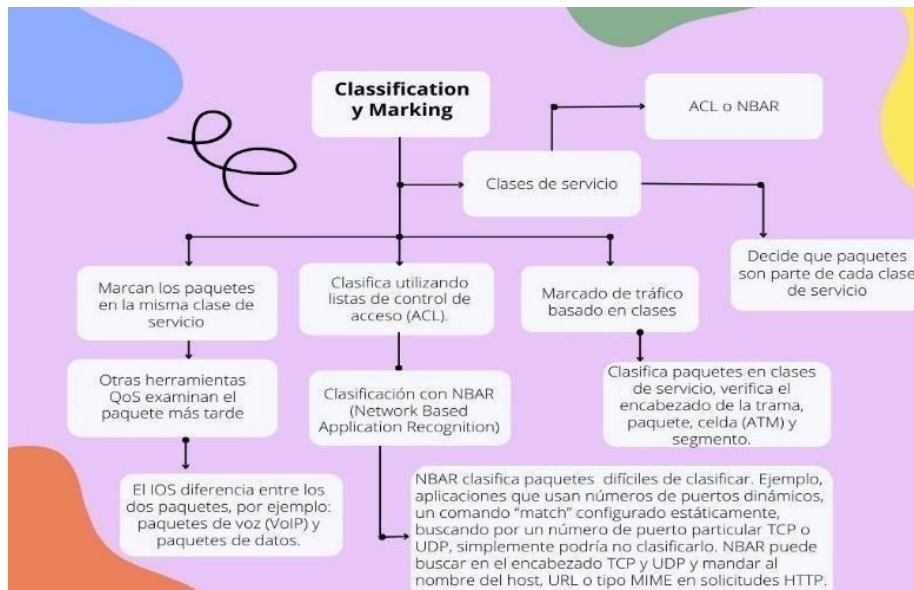 Classification
y Marking
ACL o NBAR
Clases de servicio
Decide que paquetes
son parte de cada clase
de servicio
Marcan los paquetes
en la misma clase de
servicio
Clasifica utilizando
listas de control de
acceso (ACL).
Marcado de tráfico
basado en clases
Otras herramientas
QoS examinan el
paquete más tarde
Clasificación con NBAR
(Network Based
Application Recognition)
Clasifica paquetes en clases
de servicio, verifica el
encabezado de la trama,
paquete, celda (ATM) y
segmento.
El IOS diferencia entre los
dos paquetes, por ejemplo:
paquetes de voz (VoIP) y
paquetes de datos.
NBAR clasifica paquetes difíciles de clasificar. Ejemplo,
aplicaciones que usan números de puertos dinámicos,
un comando “match” configurado estáticamente,
buscando por un número de puerto particular TCP o
UDP, simplemente podría no clasificarlo. NBAR puede
buscar en el encabezado TCP y UDP y mandar al
nombre del host, URL o tipo MIME en solicitudes HTTP.